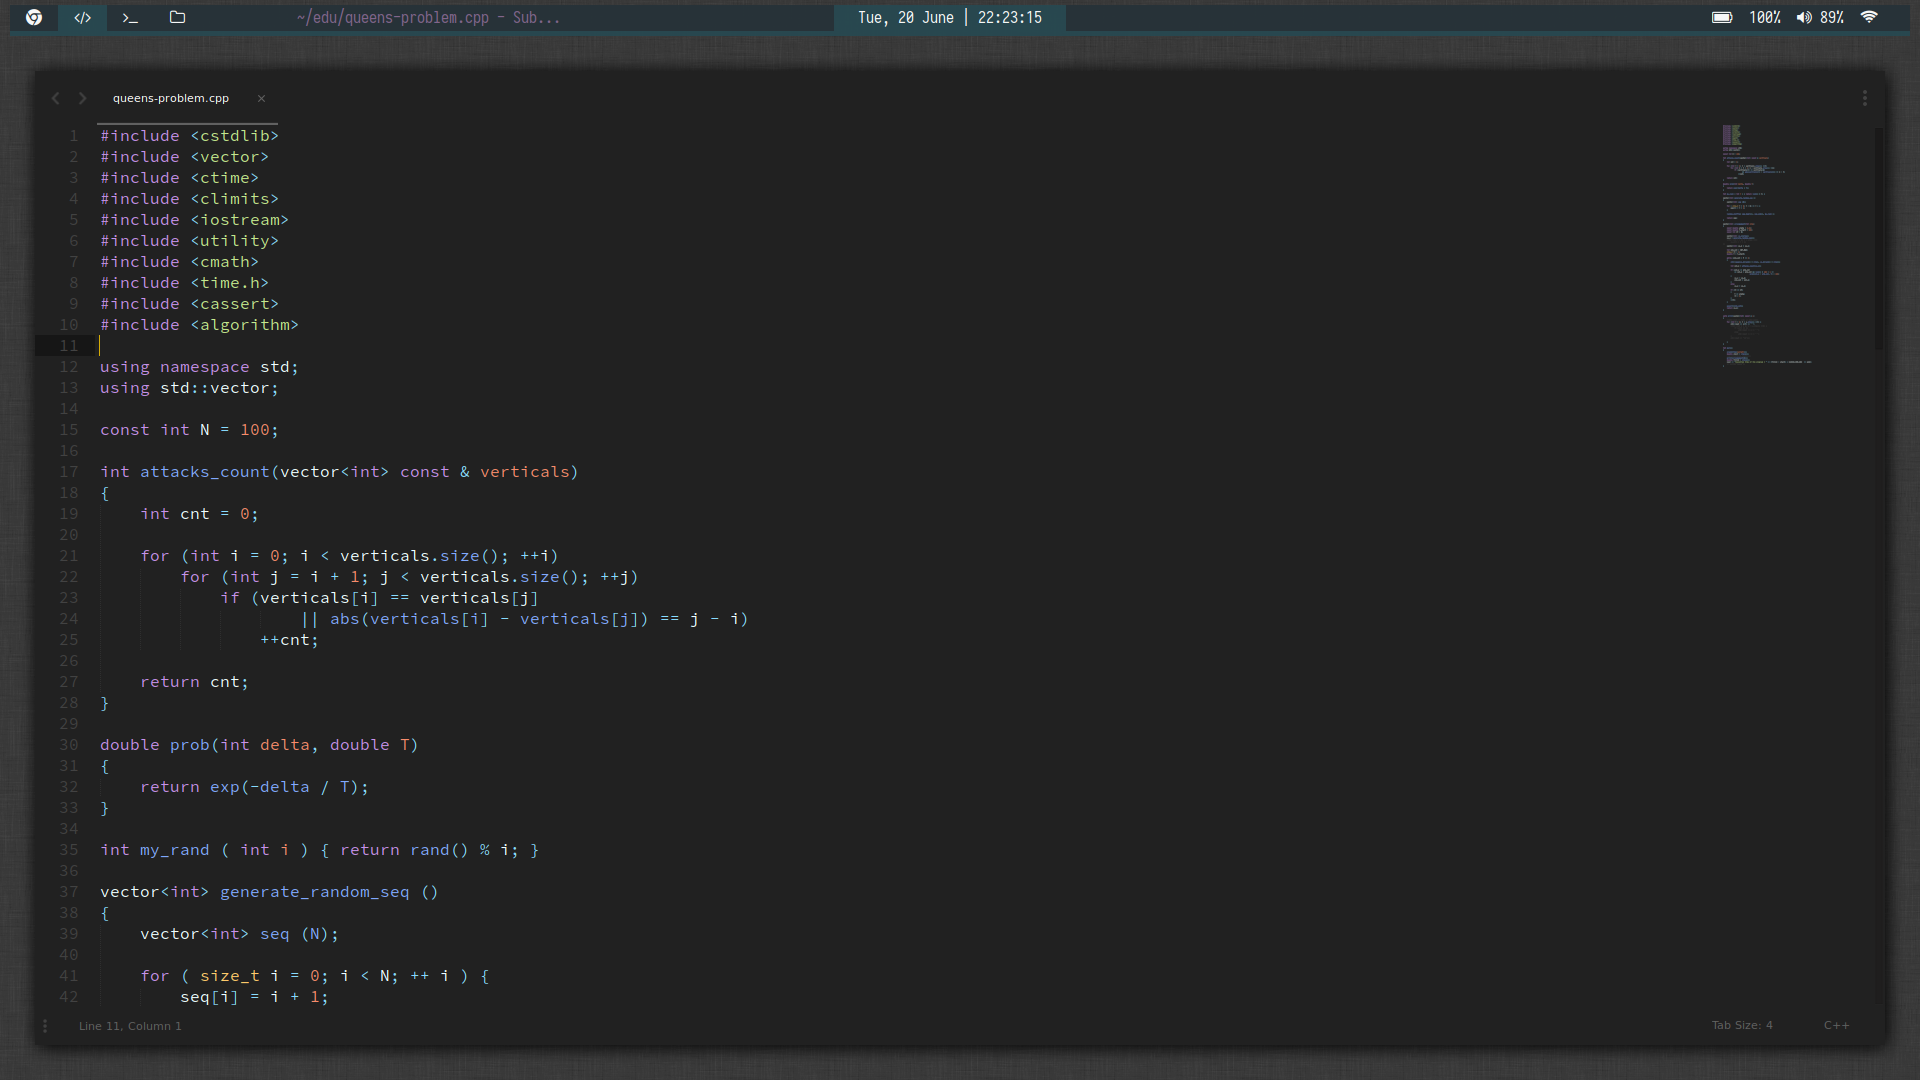 ~/edu/queens-problem.cpp - Sub... Tue, 20 June | 22:23:15 100% 89%
queens-problem.cpp ×
1 #include <cstdlib>
2 #include <vector>
3 #include <ctime>
4 #include <climits>
5 #include <iostream>
6 #include <utility>
7 #include <cmath>
8 #include <time.h>
9 #include <cassert>
10 #include <algorithm>
11
12 using namespace std;
13 using std::vector;
14
15 const int N = 100;
16
17 int attacks_count(vector<int> const & verticals)
18 {
19     int cnt = 0;
20
21     for (int i = 0; i < verticals.size(); ++i)
22         for (int j = i + 1; j < verticals.size(); ++j)
23             if (verticals[i] == verticals[j]
24                     || abs(verticals[i] - verticals[j]) == j - i)
25                 ++cnt;
26
27     return cnt;
28 }
29
30 double prob(int delta, double T)
31 {
32     return exp(-delta / T);
33 }
34
35 int my_rand ( int i ) { return rand() % i; }
36
37 vector<int> generate_random_seq ()
38 {
39     vector<int> seq (N);
40
41     for ( size_t i = 0; i < N; ++ i ) {
42         seq[i] = i + 1;
Line 11, Column 1 Tab Size: 4 C++